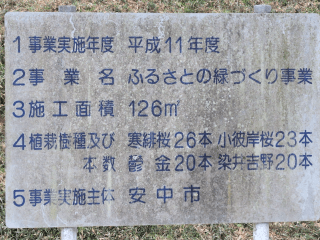 1 事業実施年度 平成11年度
2 事業名 ふるさとの緑づくり事業
3 施工面積 126㎡
4 植栽樹種及び 寒緋桜26本 小彼岸桜23本
本数 鬱金20本 染井吉野20本
5 事業実施主体 安中市